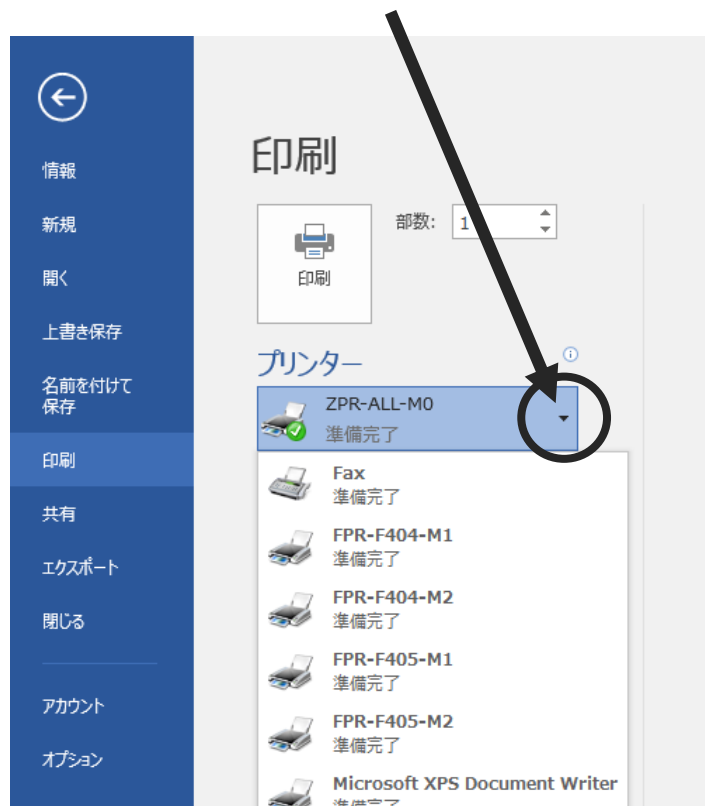 情報
新規
開く
上書き保存
名前を付けて
保存
印刷
共有
エクスポート
閉じる
アカウント
オプション
印刷
印刷
部数: 1
プリンター
ZPR-ALL-M0
準備完了
Fax
準備完了
FPR-F404-M1
準備完了
FPR-F404-M2
準備完了
FPR-F405-M1
準備完了
FPR-F405-M2
準備完了
Microsoft XPS Document Writer
準備完了